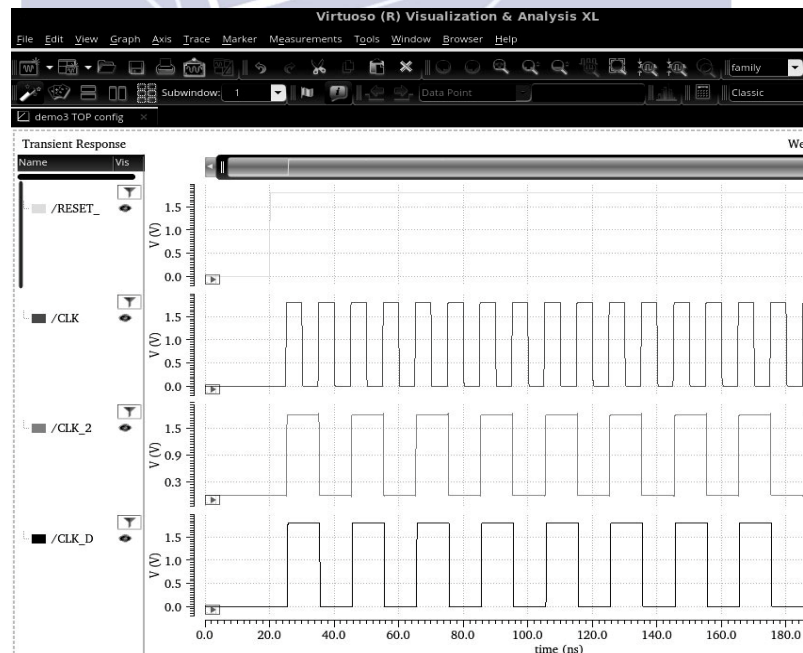 Virtuoso (R) Visualization & Analysis XL
File Edit View Graph Axis Trace Marker Measurements Tools Window Browser Help
family
Subwindow: 1 Data Point Classic
demo3 TOP config
Transient Response We
Name Vis
/RESET_
1.5
1.0
0.5
0.0
V (V)
/CLK
1.5
1.0
0.5
0.0
V (V)
/CLK_2
1.5
0.9
0.3
V (V)
/CLK_D
1.5
1.0
0.5
0.0
V (V)
0.0 20.0 40.0 60.0 80.0 100.0 120.0 140.0 160.0 180.0
time (ns)